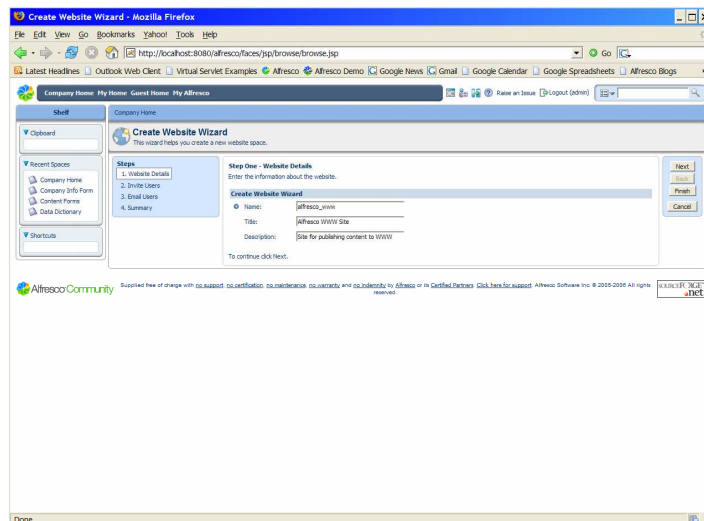 Create Website Wizard - Mozilla Firefox
File Edit View Go Bookmarks Yahoo! Tools Help
http://localhost:8080/alfresco/faces/jsp/browse/browse.jsp Go
Latest Headlines Outlook Web Client Virtual Servlet Examples Alfresco Alfresco Demo Google News Gmail Google Calendar Google Spreadsheets Alfresco Blogs
Company Home My Home Guest Home My Alfresco Raise an Issue Logout (admin)
Shelf
Company Home
Clipboard
Create Website Wizard
This wizard helps you create a new website space.
Recent Spaces
Company Home
Company Info Form
Content Forms
Data Dictionary
Shortcuts
Steps
1. Website Details
2. Invite Users
3. Email Users
4. Summary
Step One - Website Details
Enter the information about the website.
Create Website Wizard
Name: alfresco_www
Title: Alfresco WWW Site
Description: Site for publishing content to WWW
To continue click Next.
Next
Back
Finish
Cancel
Alfresco Community
Supplied free of charge with no support, no certification, no maintenance, no warranty and no indemnity by Alfresco or its Certified Partners. Click here for support. Alfresco Software Inc. © 2005-2006 All rights
reserved.
SOURCEFORGE
.net
Done